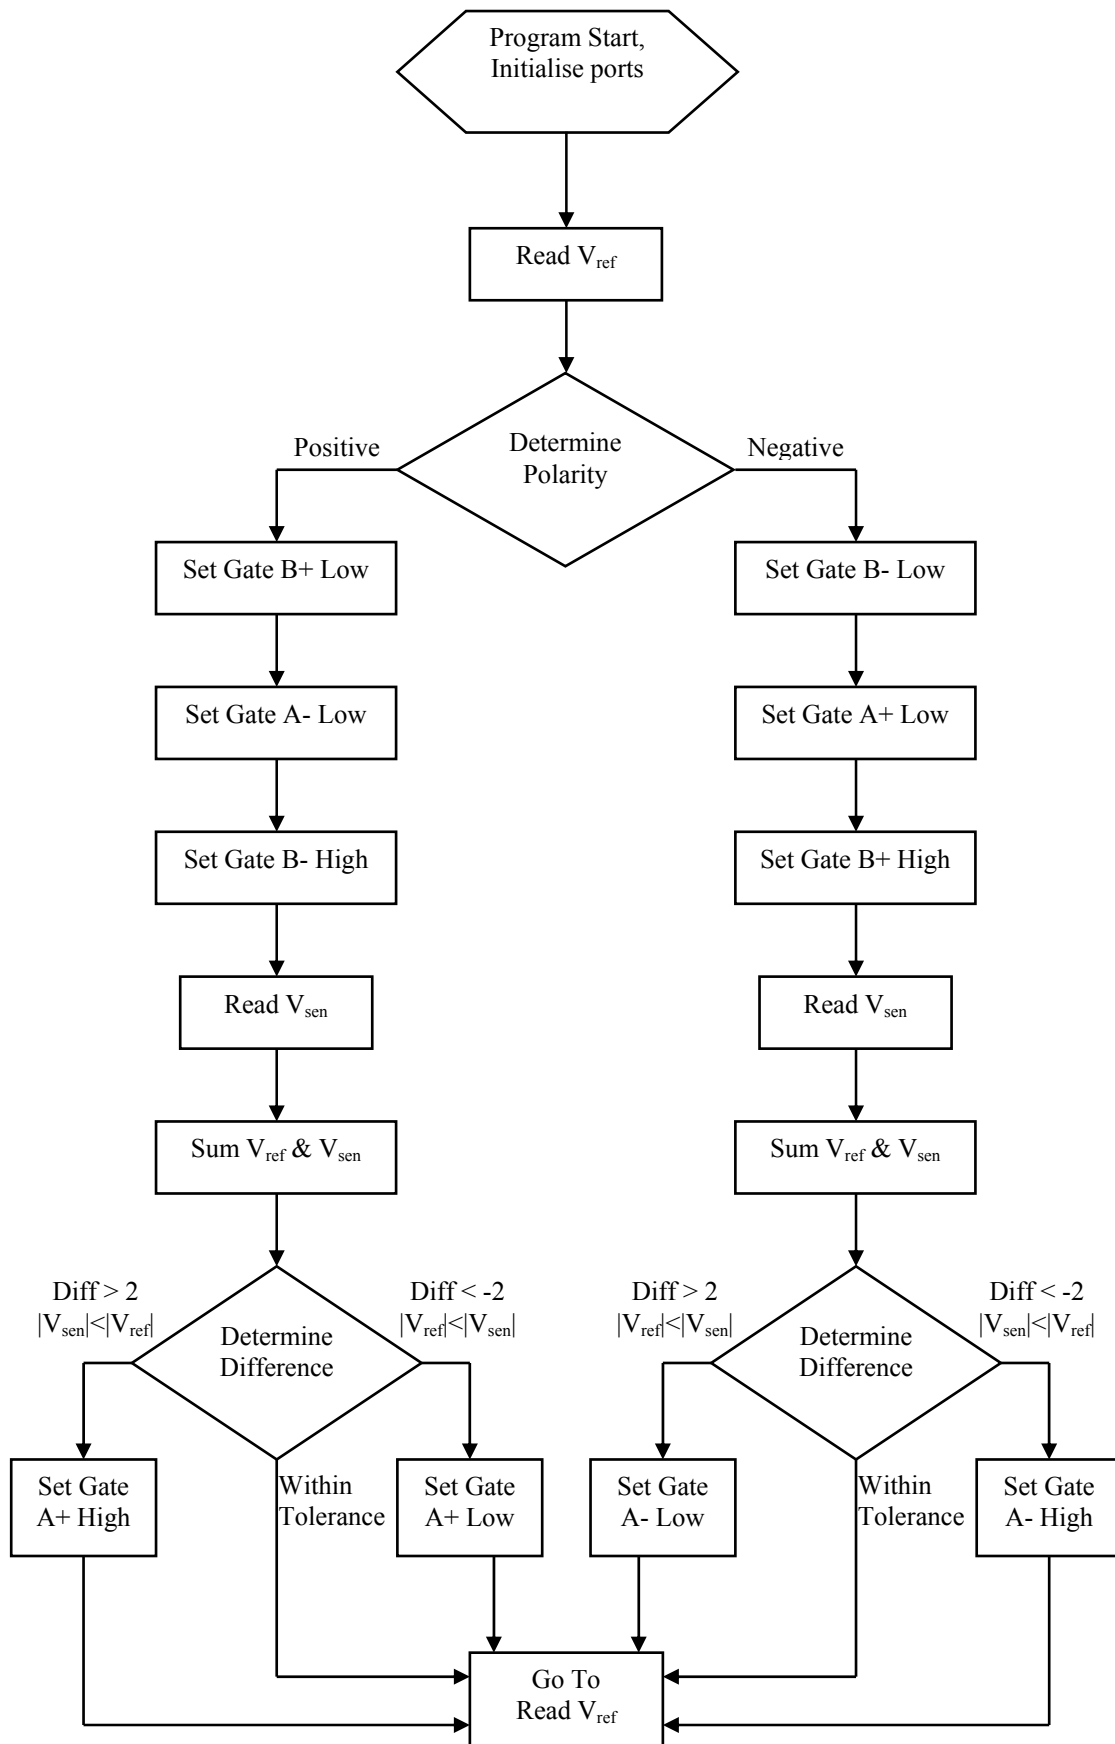 Program Start,
Initialise ports
Read Vref
Determine
Polarity
Positive
Negative
Set Gate B+ Low
Set Gate B- Low
Set Gate A- Low
Set Gate A+ Low
Set Gate B- High
Set Gate B+ High
Read Vsen
Read Vsen
Sum Vref & Vsen
Sum Vref & Vsen
Diff > 2
|Vsen|<|Vref|
Determine
Difference
Diff < -2
|Vref|<|Vsen|
Diff > 2
|Vref|<|Vsen|
Determine
Difference
Diff < -2
|Vsen|<|Vref|
Set Gate
A+ High
Within
Tolerance
Set Gate
A+ Low
Set Gate
A- Low
Within
Tolerance
Set Gate
A- High
Go To
Read Vref